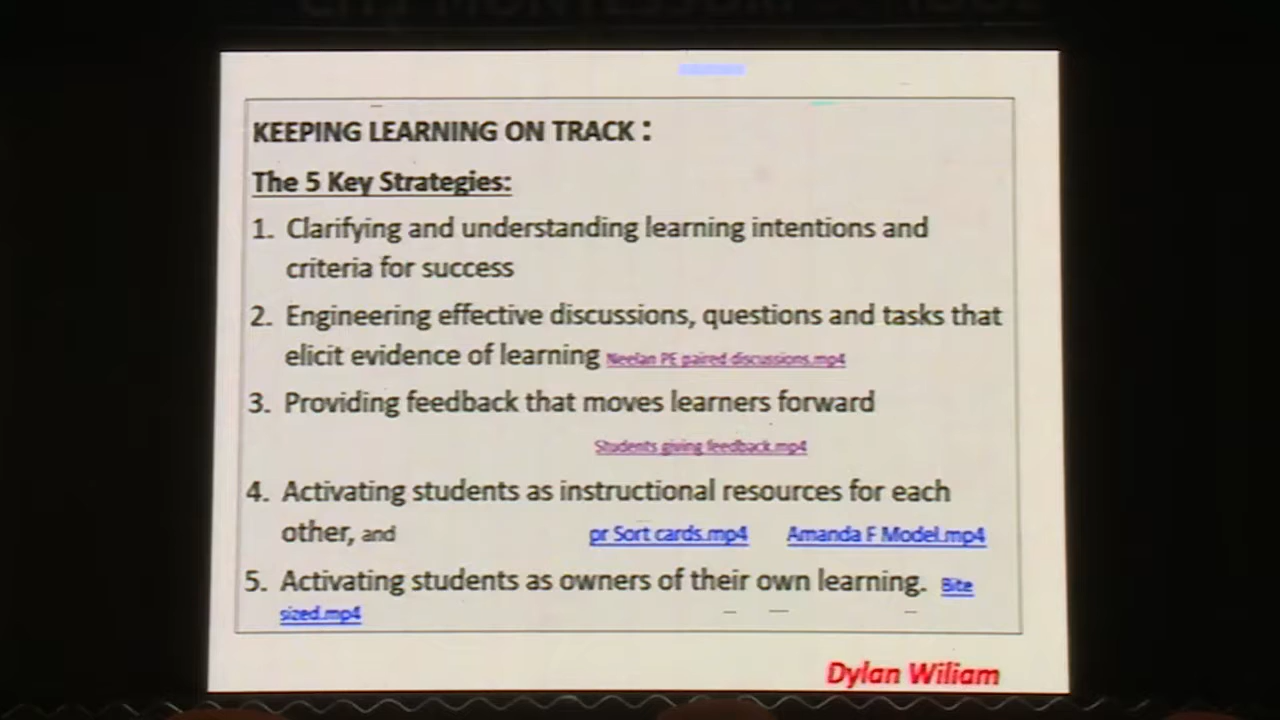 KEEPING LEARNING ON TRACK :
The 5 Key Strategies:
1. Clarifying and understanding learning intentions and
criteria for success
2. Engineering effective discussions, questions and tasks that
elicit evidence of learning Neelan PE paired discussions.mp4
3. Providing feedback that moves learners forward
Students giving feedback.mp4
4. Activating students as instructional resources for each
other, and pr Sort cards.mp4 Amanda F Model.mp4
5. Activating students as owners of their own learning. Bite
sized.mp4
Dylan Wiliam